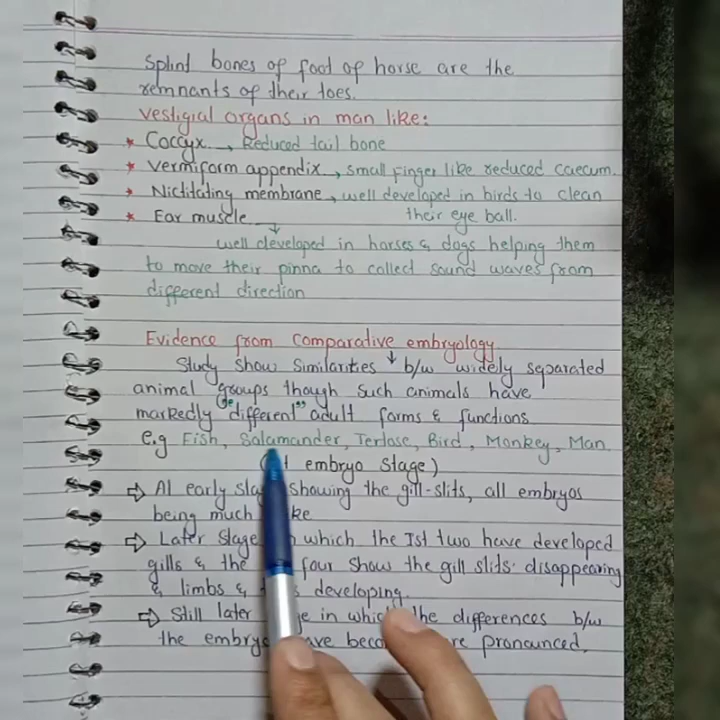 Splint bones of foot of horse are the
remnants of their toes.
Vestigial organs in man like:
* Coccyx → Reduced tail bone
* Vermiform appendix → small finger like reduced caecum.
* Nictitating membrane → well developed in birds to clean
their eye ball.
* Ear muscle
well developed in horses & dogs helping them
to move their pinna to collect sound waves from
different direction
Evidence from comparative embryology
Study show similarities b/w widely separated
animal groups though such animals have
markedly "different" adult forms & functions
e.g Fish, Salamander, Tortose, Bird, Monkey, Man
embryo stage)
⇒ At early showing the gill-slits, all embryos
being much
⇒ Later stage which the Ist two have developed
gills & the four show the gill slits disappearing
& limbs & developing.
⇒ Still later in which the differences b/w
the have pronounced.